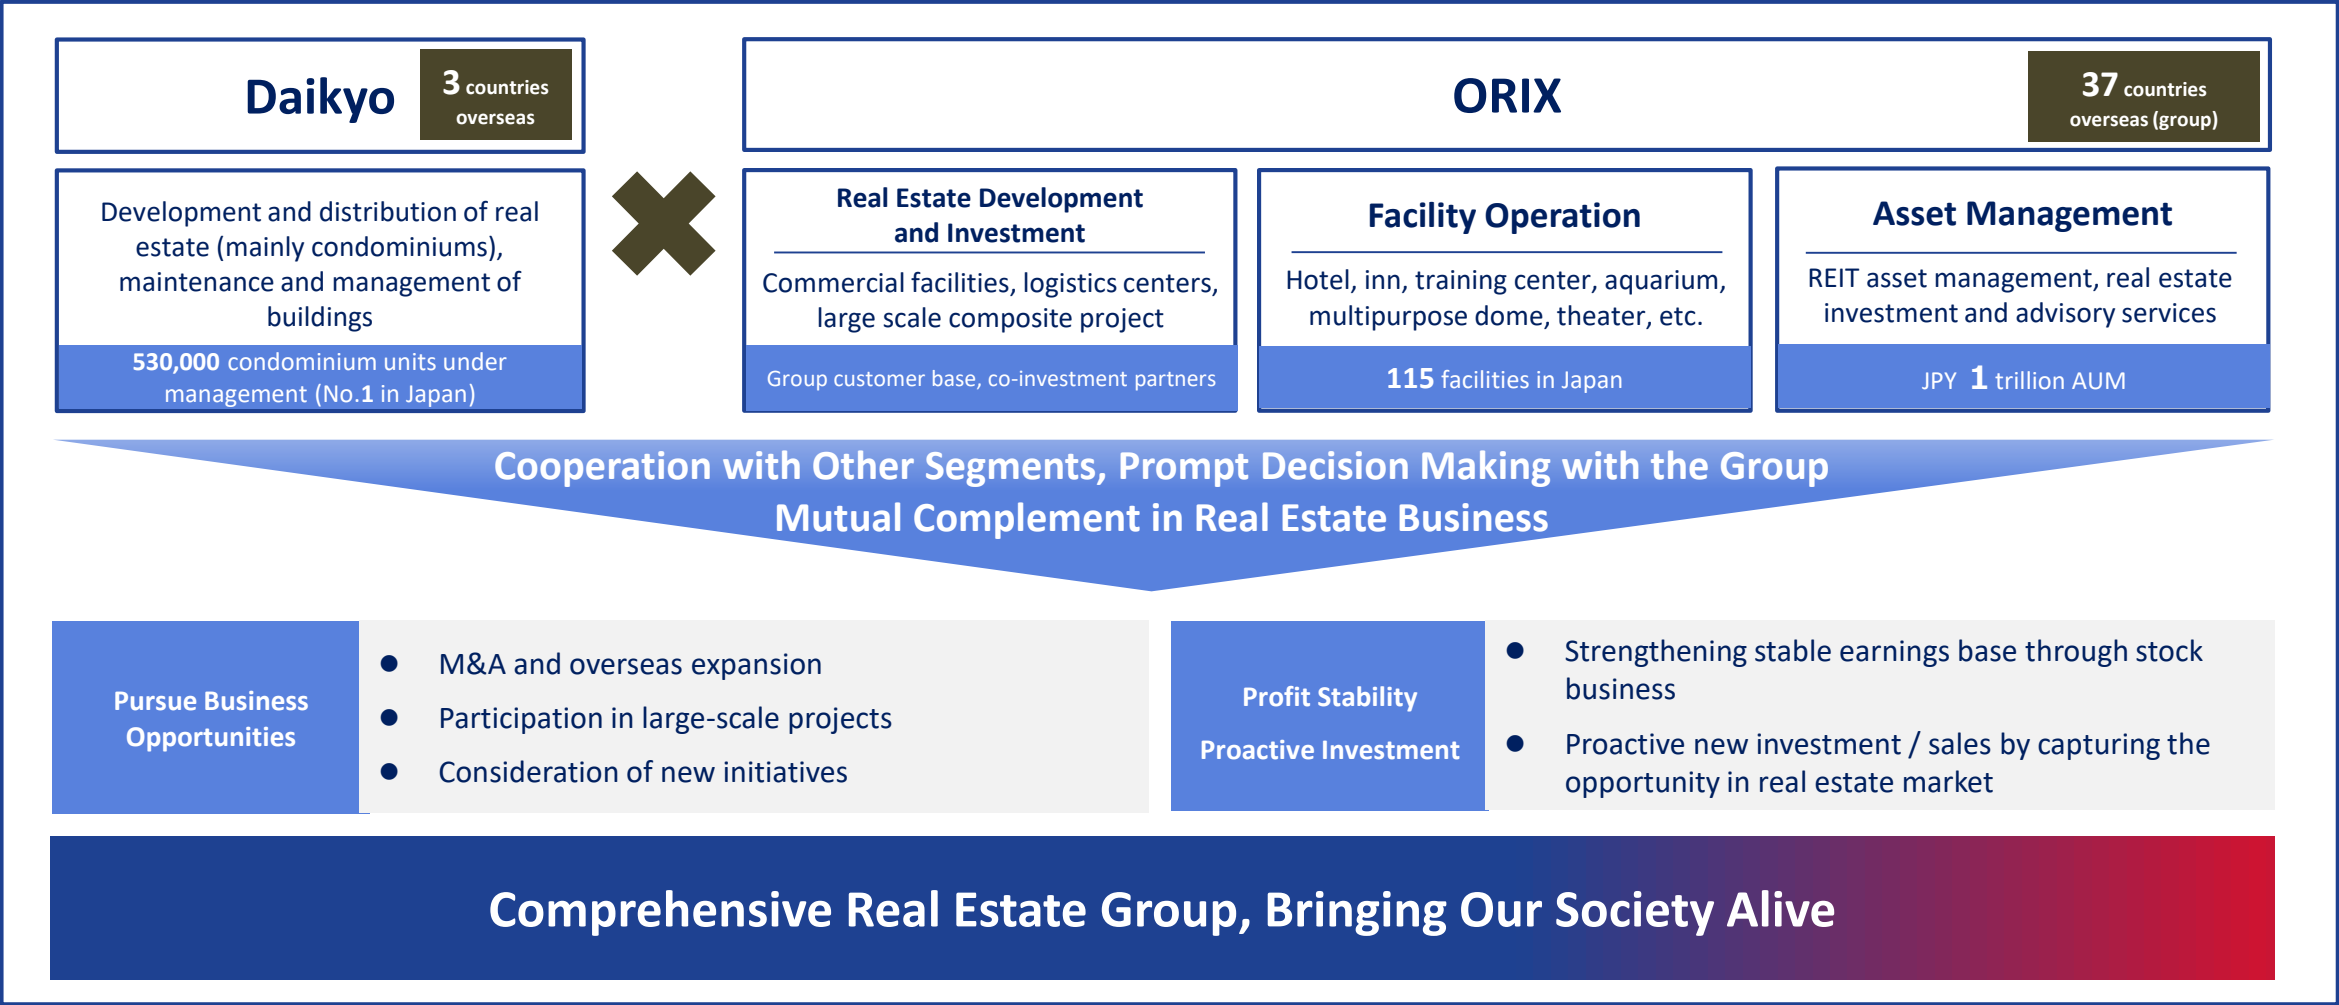 Daikyo
3 countries
overseas
ORIX
37 countries
overseas (group)
Development and distribution of real
estate (mainly condominiums),
maintenance and management of
buildings
530,000 condominium units under
management (No.1 in Japan)
Real Estate Development
and Investment
Commercial facilities, logistics centers,
large scale composite project
Group customer base, co-investment partners
Facility Operation
Hotel, inn, training center, aquarium,
multipurpose dome, theater, etc.
115 facilities in Japan
Asset Management
REIT asset management, real estate
investment and advisory services
JPY 1 trillion AUM
Cooperation with Other Segments, Prompt Decision Making with the Group
Mutual Complement in Real Estate Business
Pursue Business
Opportunities
● M&A and overseas expansion
● Participation in large-scale projects
● Consideration of new initiatives
Profit Stability
Proactive Investment
● Strengthening stable earnings base through stock
business
● Proactive new investment / sales by capturing the
opportunity in real estate market
Comprehensive Real Estate Group, Bringing Our Society Alive